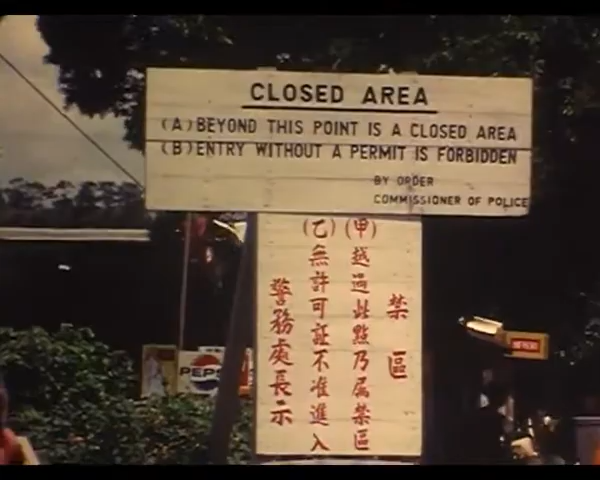 CLOSED AREA
(A) BEYOND THIS POINT IS A CLOSED AREA
(B) ENTRY WITHOUT A PERMIT IS FORBIDDEN
BY ORDER
COMMISSIONER OF POLICE
禁區
(甲)越過此點乃属禁區
(乙)無許可証不准進入
警務處長示
PEPS